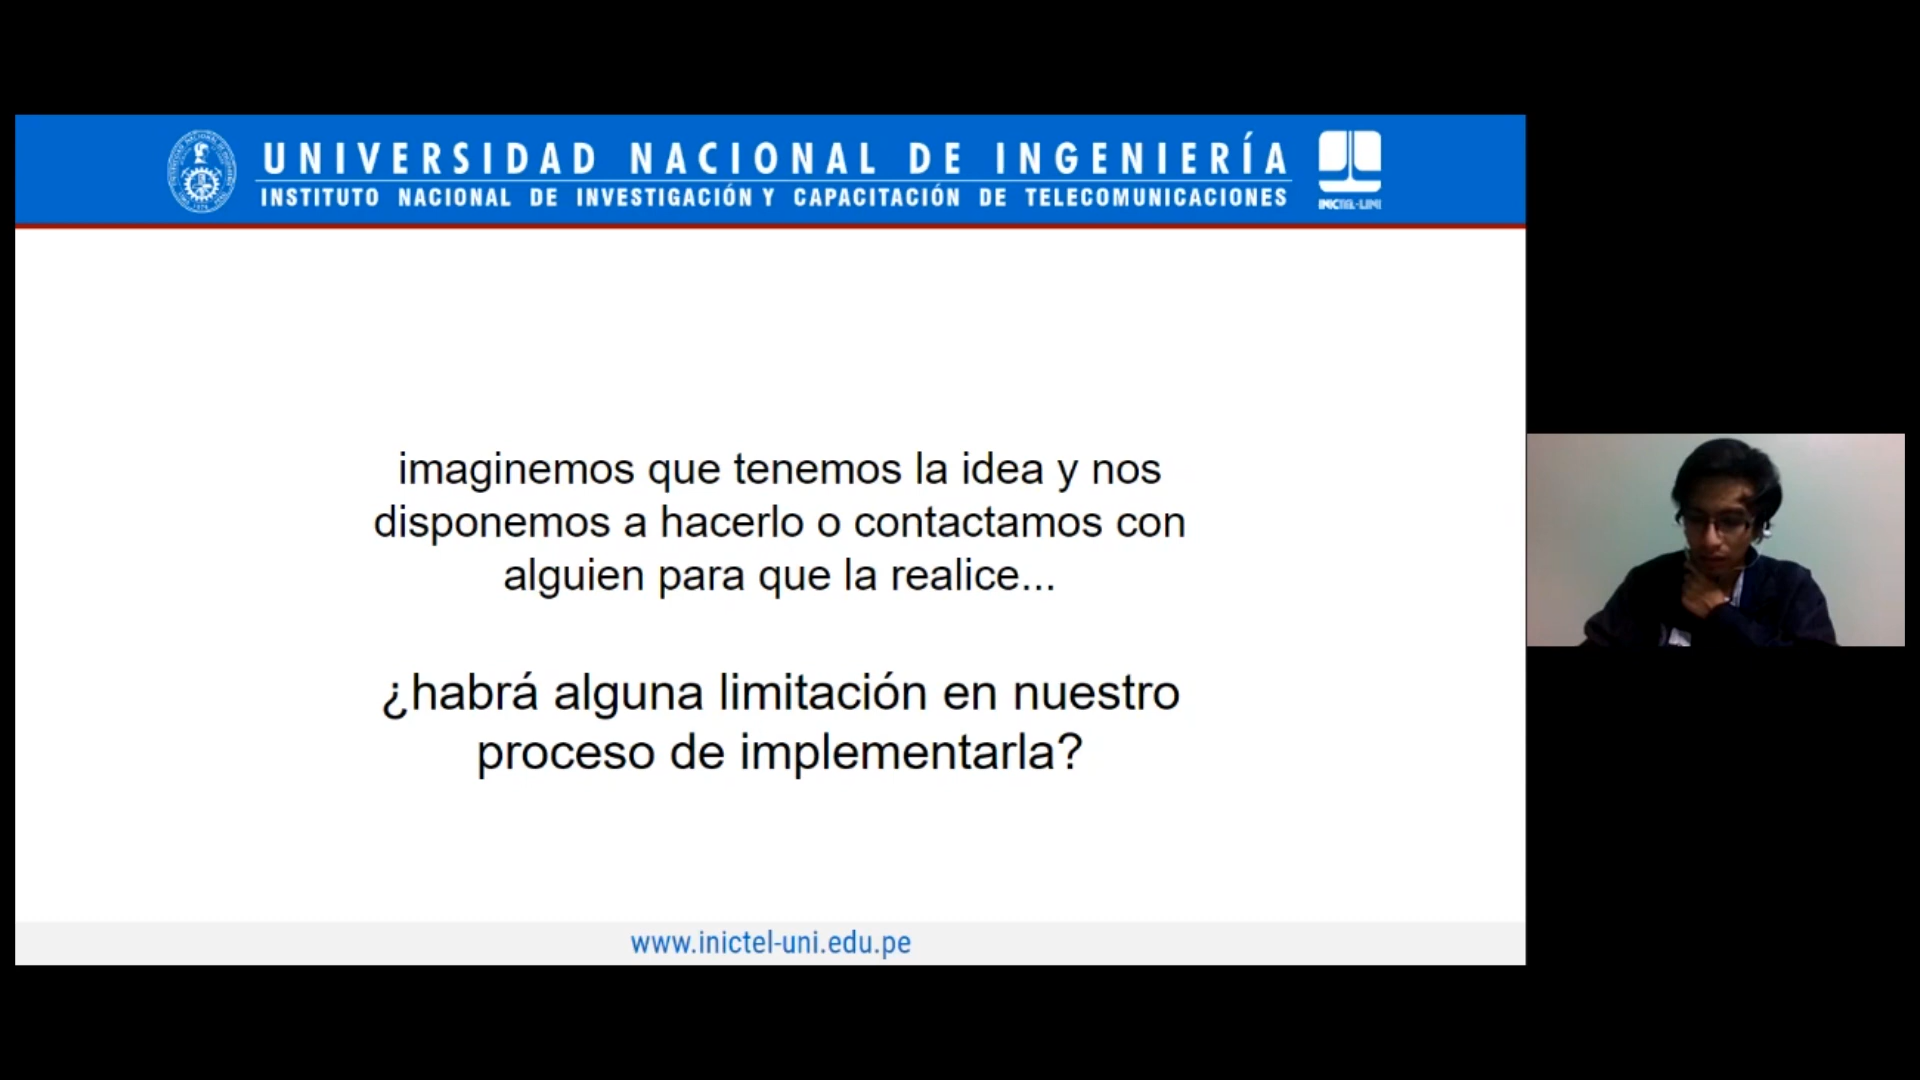 UNIVERSIDAD NACIONAL DE INGENIERÍA
INSTITUTO NACIONAL DE INVESTIGACIÓN Y CAPACITACIÓN DE TELECOMUNICACIONES
INICTEL-UNI
imaginemos que tenemos la idea y nos
disponemos a hacerlo o contactamos con
alguien para que la realice...
¿habrá alguna limitación en nuestro
proceso de implementarla?
www.inictel-uni.edu.pe